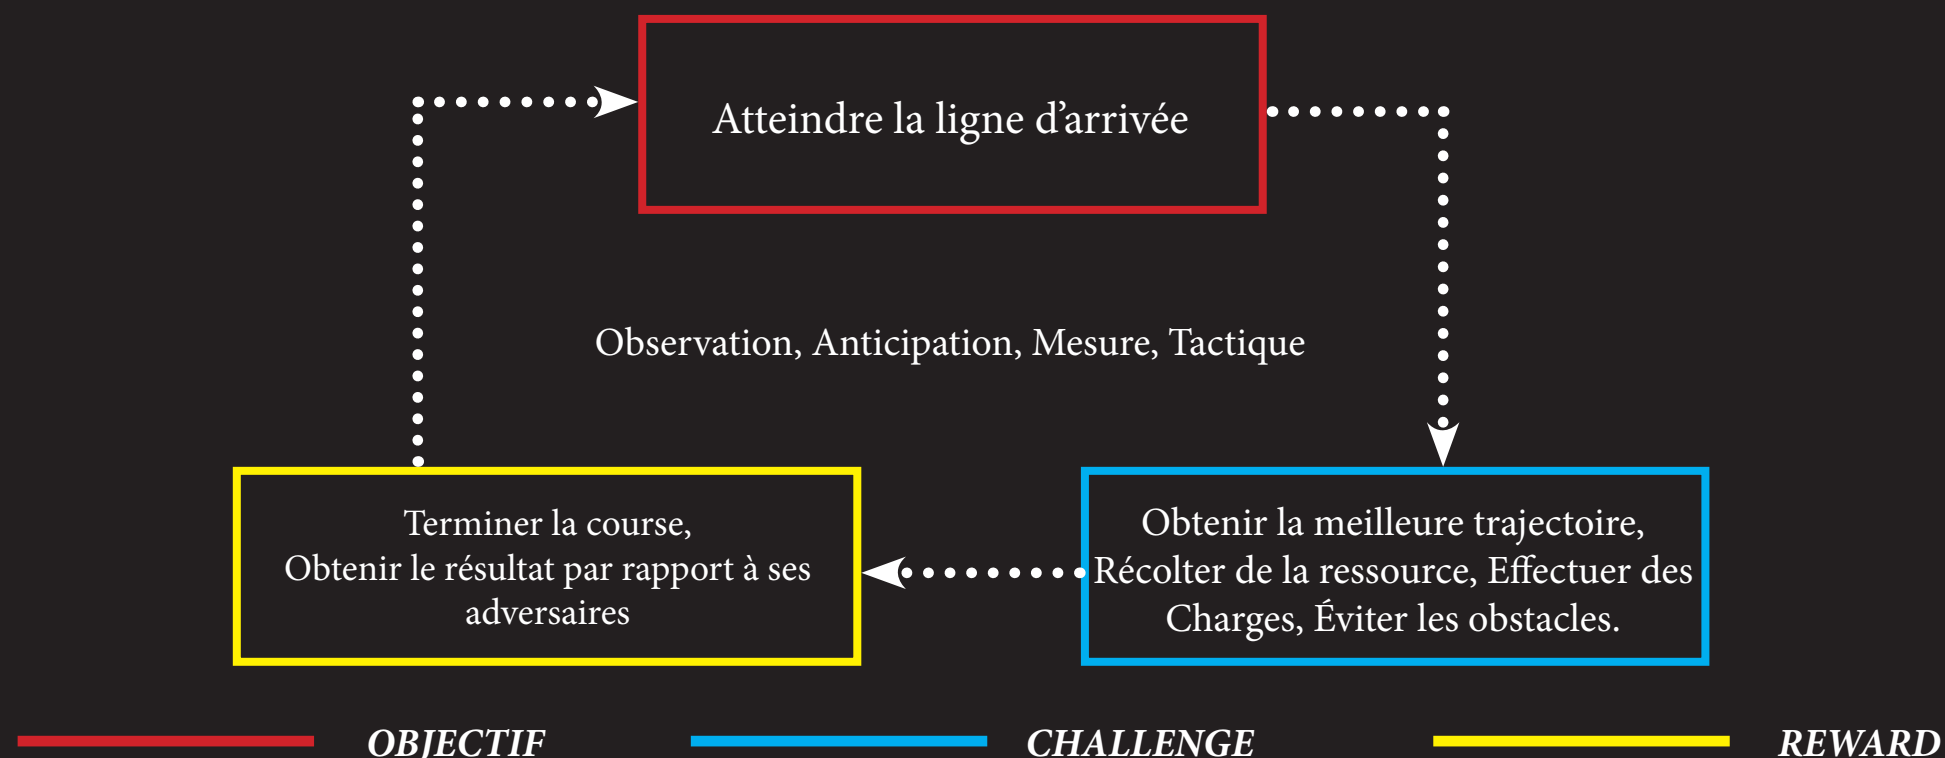 Atteindre la ligne d'arrivée
Observation, Anticipation, Mesure, Tactique
Terminer la course,
Obtenir le résultat par rapport à ses
adversaires
Obtenir la meilleure trajectoire,
Récolter de la ressource, Effectuer des
Charges, Éviter les obstacles.
OBJECTIF
CHALLENGE
REWARD